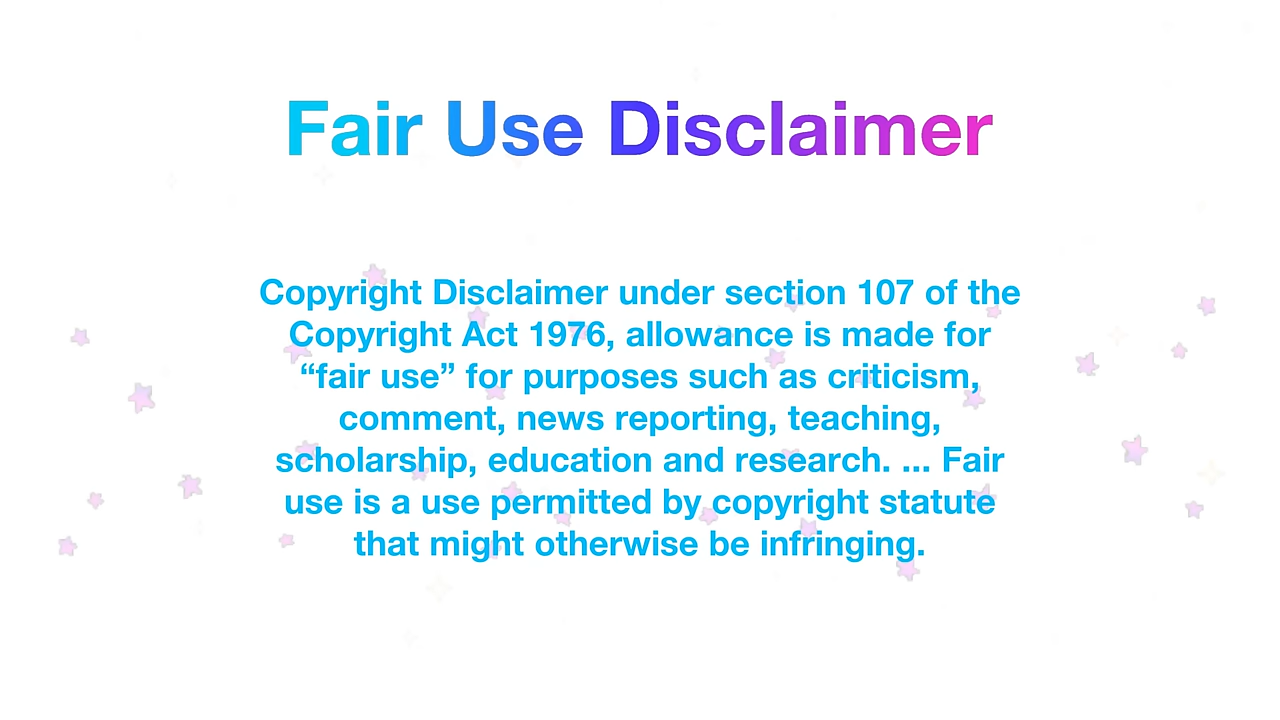 Fair Use Disclaimer
Copyright Disclaimer under section 107 of the
Copyright Act 1976, allowance is made for
“fair use” for purposes such as criticism,
comment, news reporting, teaching,
scholarship, education and research. ... Fair
use is a use permitted by copyright statute
that might otherwise be infringing.